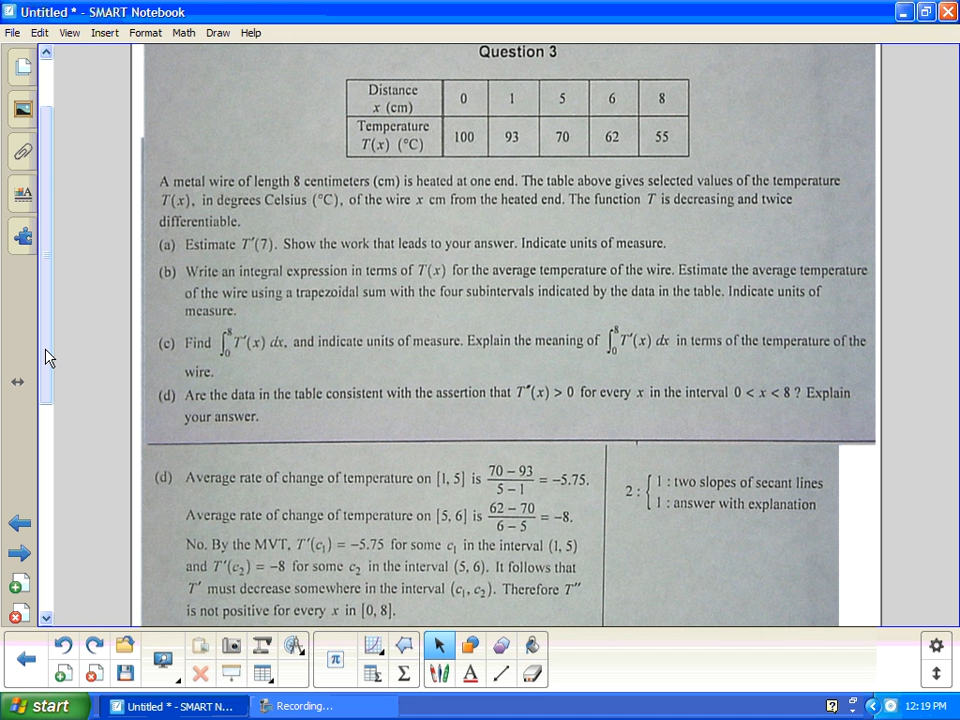 Untitled * - SMART Notebook
File Edit View Insert Format Math Draw Help
Question 3
Distance x (cm) 0 1 5 6 8
Temperature T(x) (°C) 100 93 70 62 55
A metal wire of length 8 centimeters (cm) is heated at one end. The table above gives selected values of the temperature
T(x), in degrees Celsius (°C), of the wire x cm from the heated end. The function T is decreasing and twice
differentiable.
(a) Estimate T′(7). Show the work that leads to your answer. Indicate units of measure.
(b) Write an integral expression in terms of T(x) for the average temperature of the wire. Estimate the average temperature
of the wire using a trapezoidal sum with the four subintervals indicated by the data in the table. Indicate units of
measure.
(c) Find ∫₀⁸ T′(x) dx, and indicate units of measure. Explain the meaning of ∫₀⁸ T′(x) dx in terms of the temperature of the
wire.
(d) Are the data in the table consistent with the assertion that T″(x) > 0 for every x in the interval 0 < x < 8 ? Explain
your answer.
(d) Average rate of change of temperature on [1, 5] is (70 − 93)/(5 − 1) = −5.75.
Average rate of change of temperature on [5, 6] is (62 − 70)/(6 − 5) = −8.
No. By the MVT, T′(c₁) = −5.75 for some c₁ in the interval (1, 5)
and T′(c₂) = −8 for some c₂ in the interval (5, 6). It follows that
T′ must decrease somewhere in the interval (c₁, c₂). Therefore T″
is not positive for every x in [0, 8].
2 : { 1 : two slopes of secant lines
1 : answer with explanation
π Σ A
start Untitled * - SMART N... Recording... ? 12:19 PM